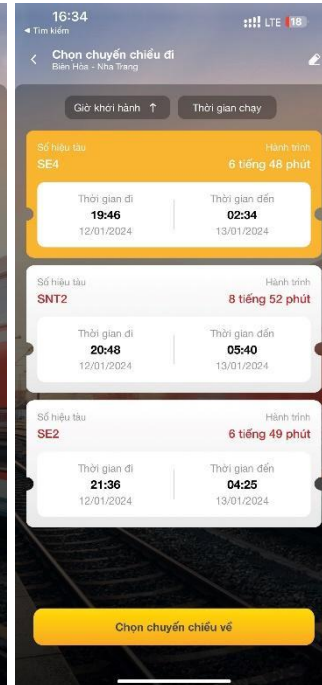 16:34
LTE 18
Tìm kiếm
Chọn chuyến chiều đi
Biên Hòa - Nha Trang
Giờ khởi hành ↑ Thời gian chạy
Số hiệu tàu Hành trình
SE4 6 tiếng 48 phút
Thời gian đi Thời gian đến
19:46 02:34
12/01/2024 13/01/2024
Số hiệu tàu Hành trình
SNT2 8 tiếng 52 phút
Thời gian đi Thời gian đến
20:48 05:40
12/01/2024 13/01/2024
Số hiệu tàu Hành trình
SE2 6 tiếng 49 phút
Thời gian đi Thời gian đến
21:36 04:25
12/01/2024 13/01/2024
Chọn chuyến chiều về